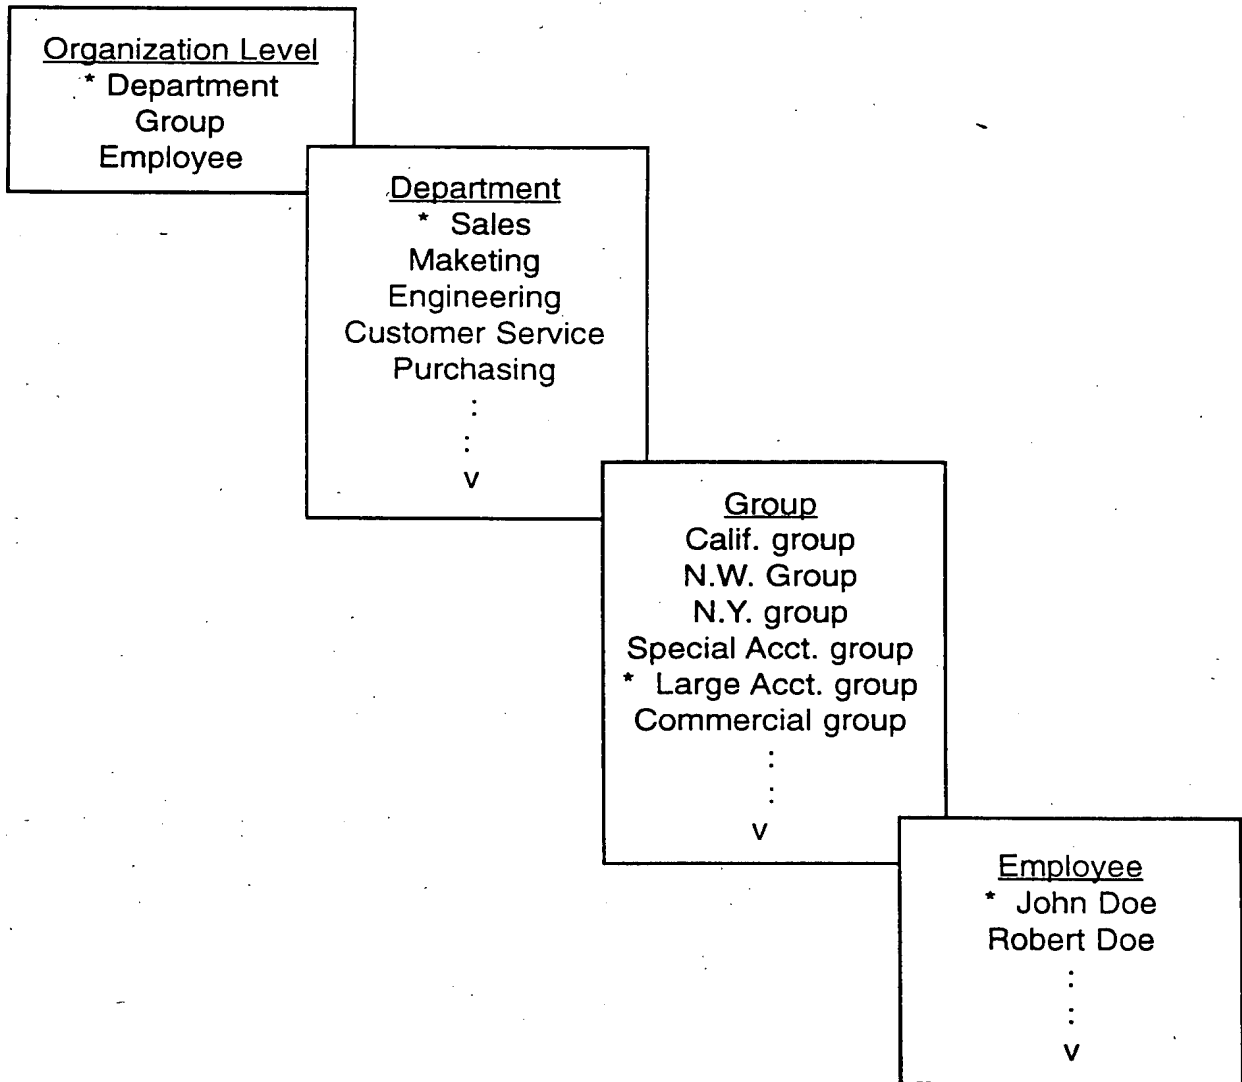 Organization Level
* Department
Group
Employee
Department
* Sales
Maketing
Engineering
Customer Service
Purchasing
:
:
v
Group
Calif. group
N.W. Group
N.Y. group
Special Acct. group
* Large Acct. group
Commercial group
:
:
v
Employee
* John Doe
Robert Doe
:
:
v